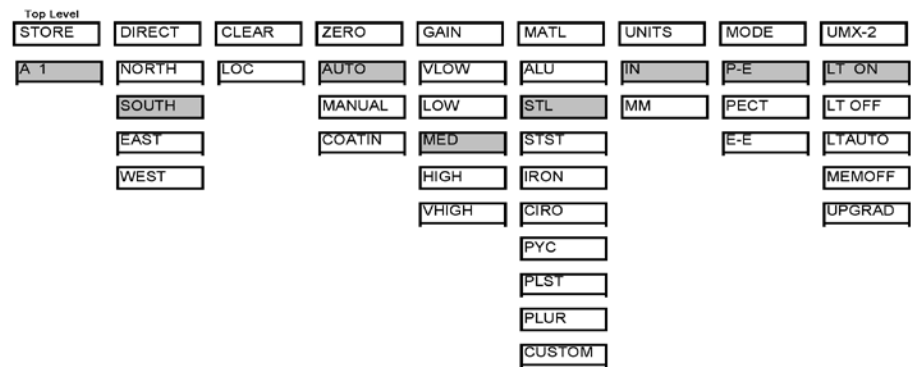 Top Level
STORE DIRECT CLEAR ZERO GAIN MATL UNITS MODE UMX-2
A 1 NORTH LOC AUTO VLOW ALU IN P-E LT ON
SOUTH MANUAL LOW STL MM PECT LT OFF
EAST COATIN MED STST E-E LTAUTO
WEST HIGH IRON MEMOFF
VHIGH CIRO UPGRAD
PYC
PLST
PLUR
CUSTOM